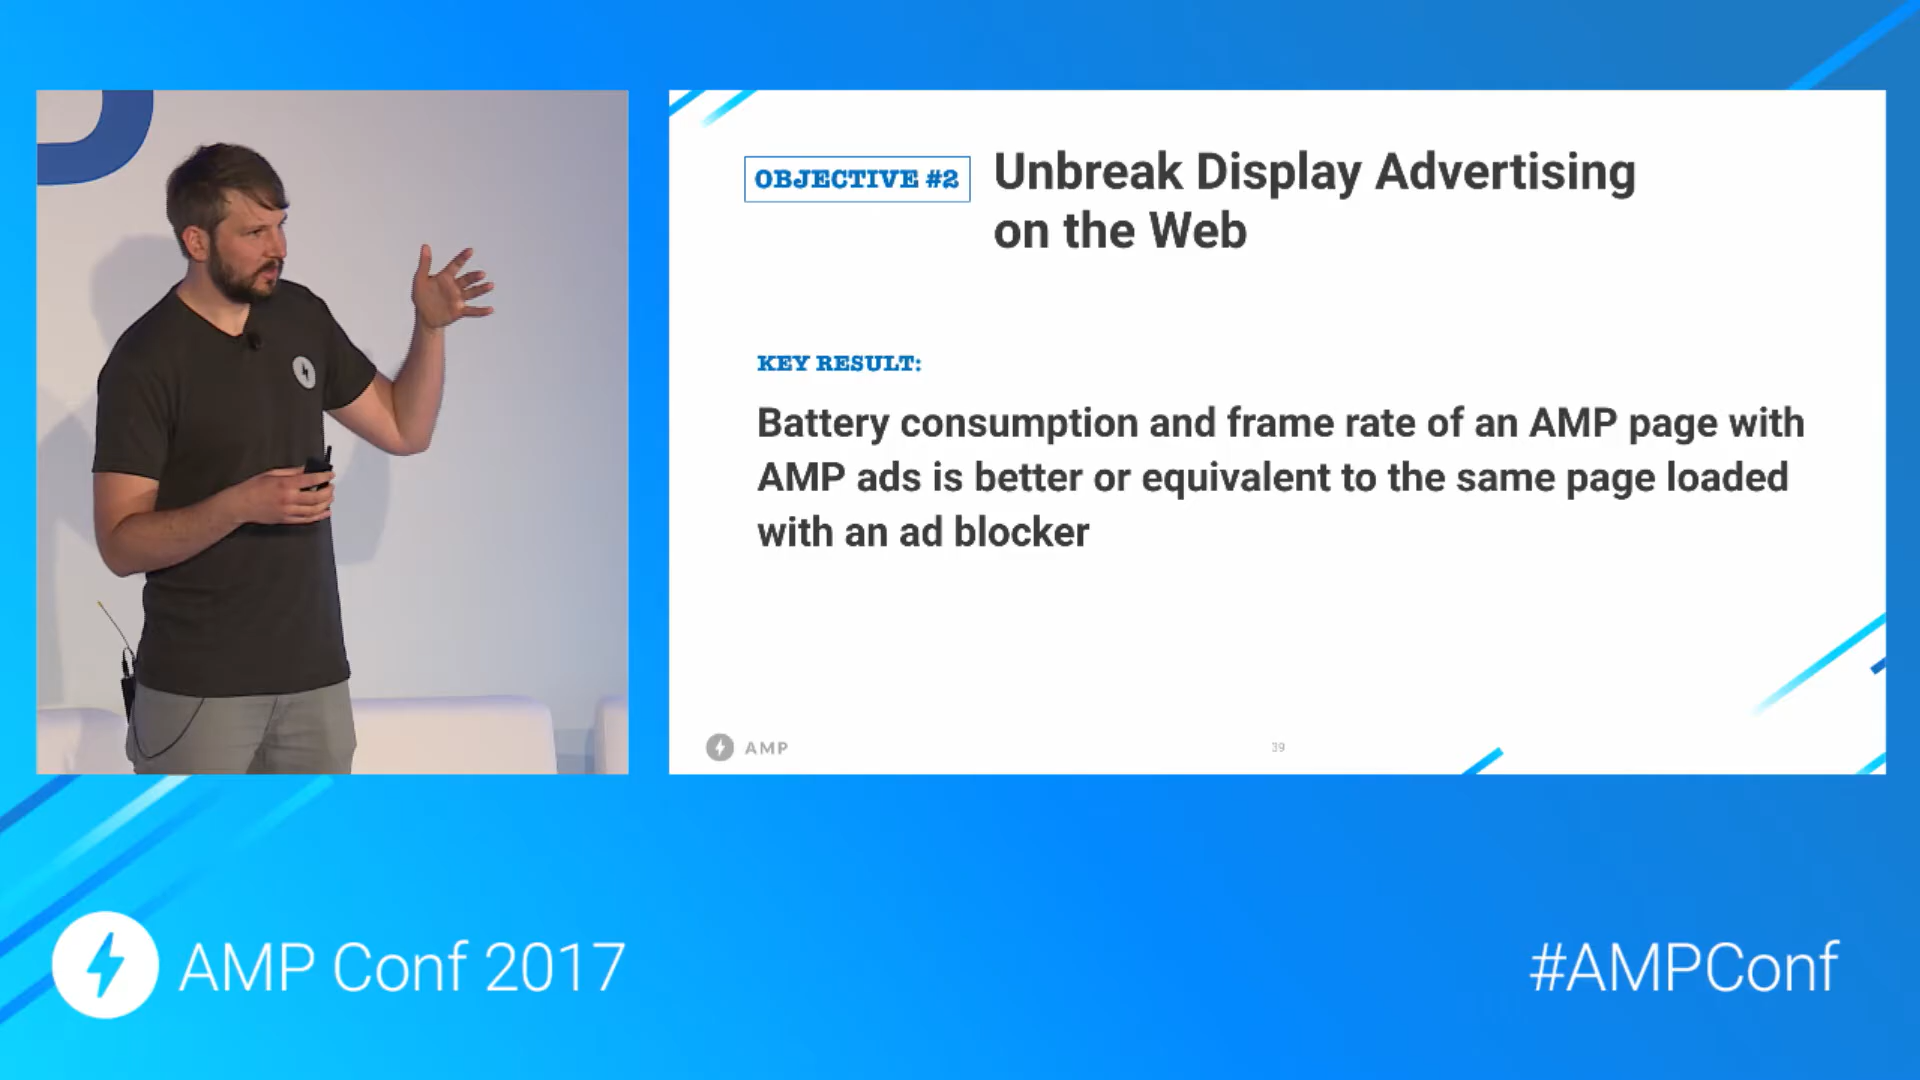 OBJECTIVE #2
Unbreak Display Advertising
on the Web
KEY RESULT:
Battery consumption and frame rate of an AMP page with
AMP ads is better or equivalent to the same page loaded
with an ad blocker
AMP
39
AMP Conf 2017
#AMPConf